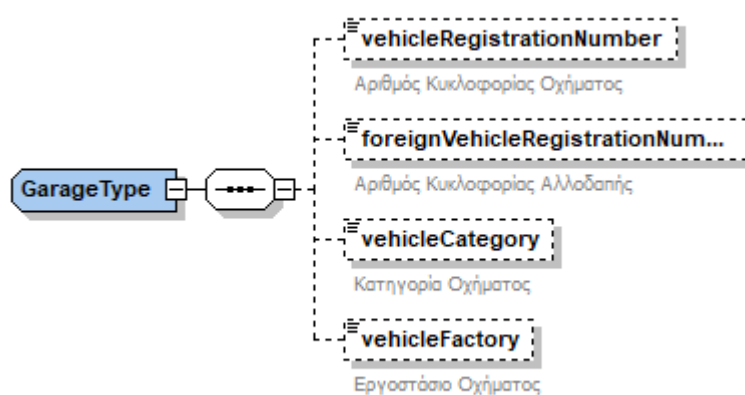 vehicleRegistrationNumber
Αριθμός Κυκλοφορίας Οχήματος
foreignVehicleRegistrationNum...
Αριθμός Κυκλοφορίας Αλλοδαπής
GarageType
vehicleCategory
Κατηγορία Οχήματος
vehicleFactory
Εργοστάσιο Οχήματος